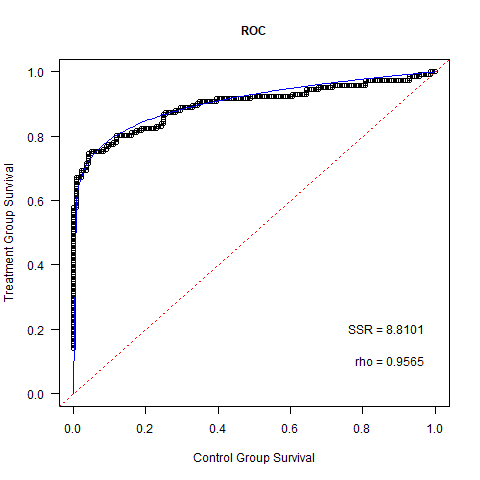 ROC
Treatment Group Survival
1.0
0.8
0.6
0.4
0.2
0.0
SSR = 8.8101
rho = 0.9565
0.0 0.2 0.4 0.6 0.8 1.0
Control Group Survival